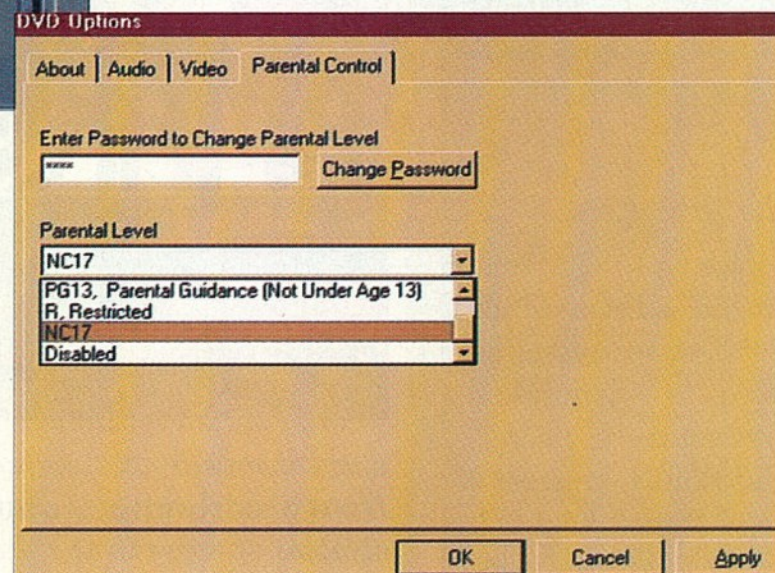 DVD Options
About Audio Video Parental Control
Enter Password to Change Parental Level
**** Change Password
Parental Level
NC17
PG13, Parental Guidance (Not Under Age 13)
R, Restricted
NC17
Disabled
OK Cancel Apply